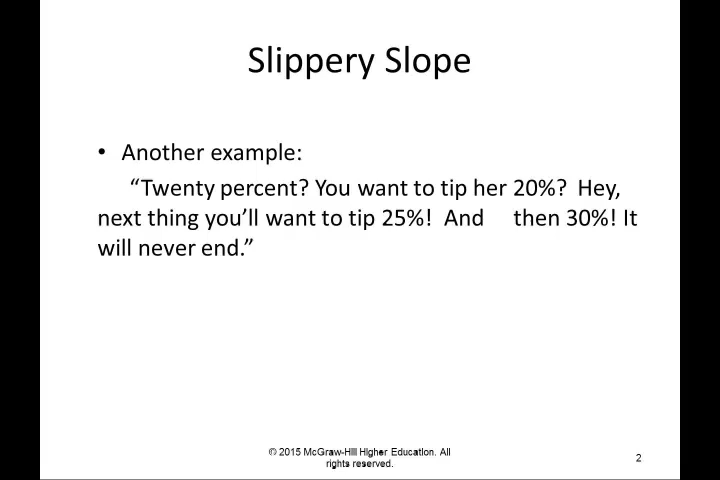 Slippery Slope
• Another example:
“Twenty percent? You want to tip her 20%? Hey,
next thing you’ll want to tip 25%! And then 30%! It
will never end.”
© 2015 McGraw-Hill Higher Education. All
rights reserved.
2